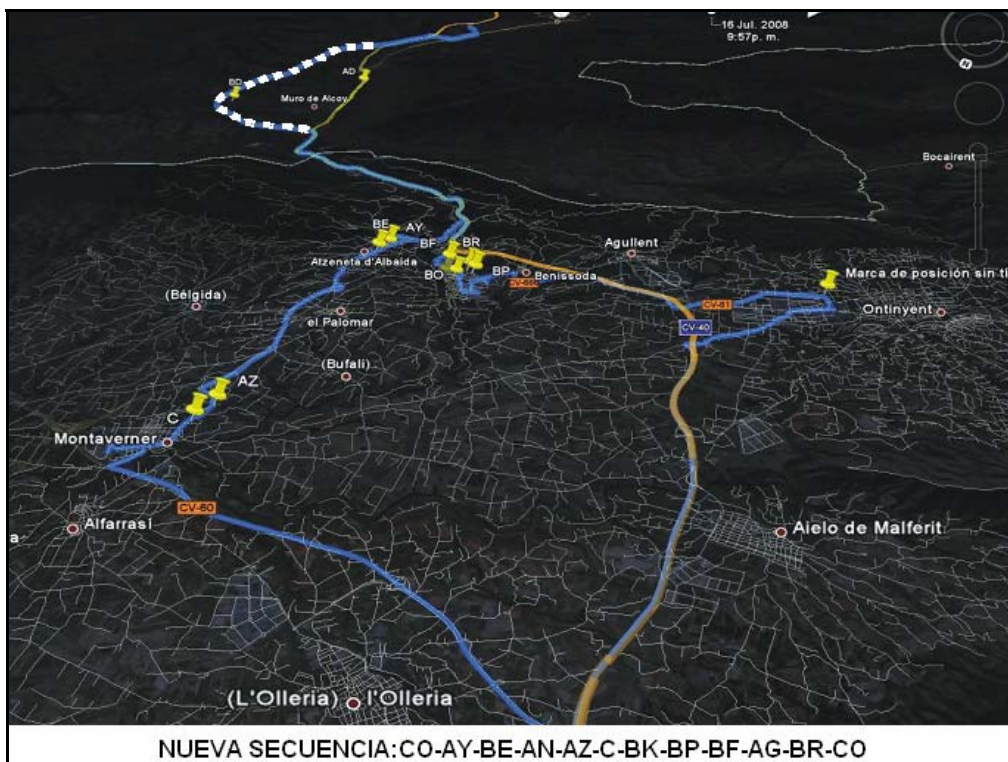 16 Jul. 2008
9:57p. m.
BD
AD
Muro de Alcoy
Bocairent
BE
AY
BF
BR
Agullent
Atzeneta d'Albaida
BO
BP
Benissoda
Marca de posición sin ti
(Bélgida)
CV-81
Ontinyent
el Palomar
CV-40
(Bufali)
AZ
C
Montaverner
CV-60
Alfarrasí
a
Aielo de Malferit
(L'Olleria)
l'Olleria
NUEVA SECUENCIA:CO-AY-BE-AN-AZ-C-BK-BP-BF-AG-BR-CO